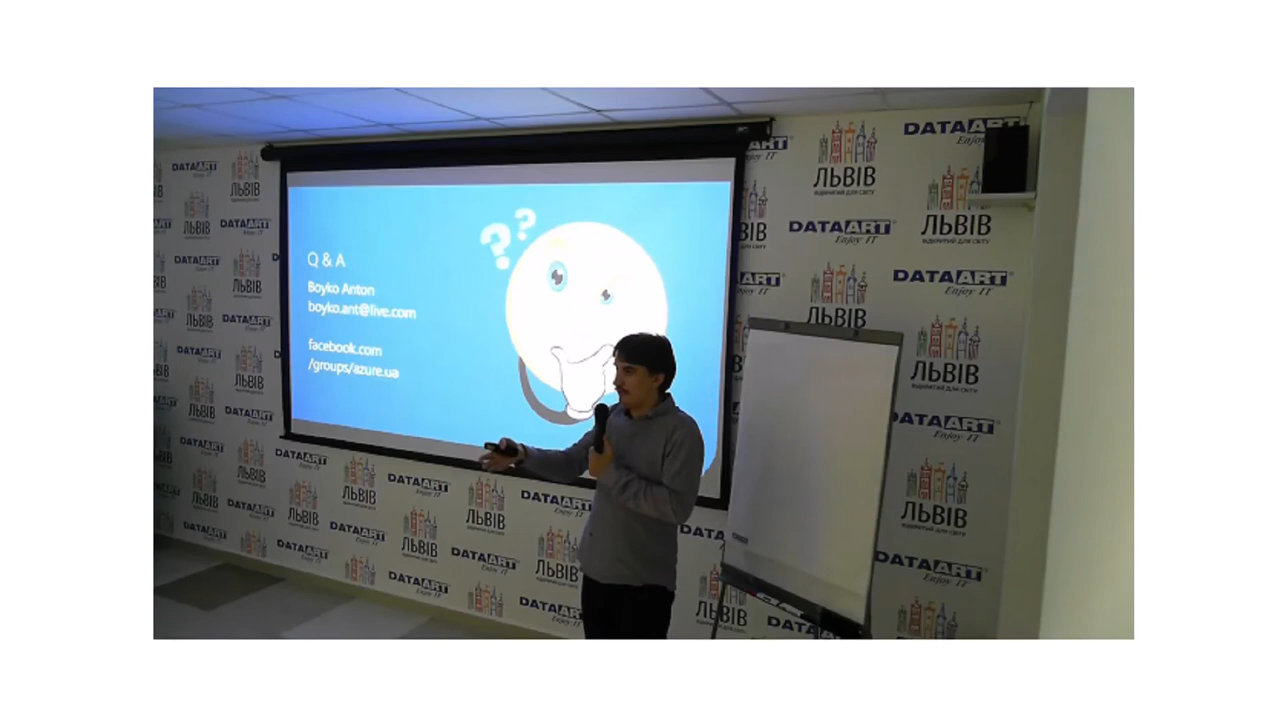 Q & A
Boyko Anton
boyko.ant@live.com
facebook.com
/groups/azure.ua
? ?
DATAART
Enjoy IT
ЛЬВІВ
ВІДКРИТИЙ ДЛЯ СВІТУ